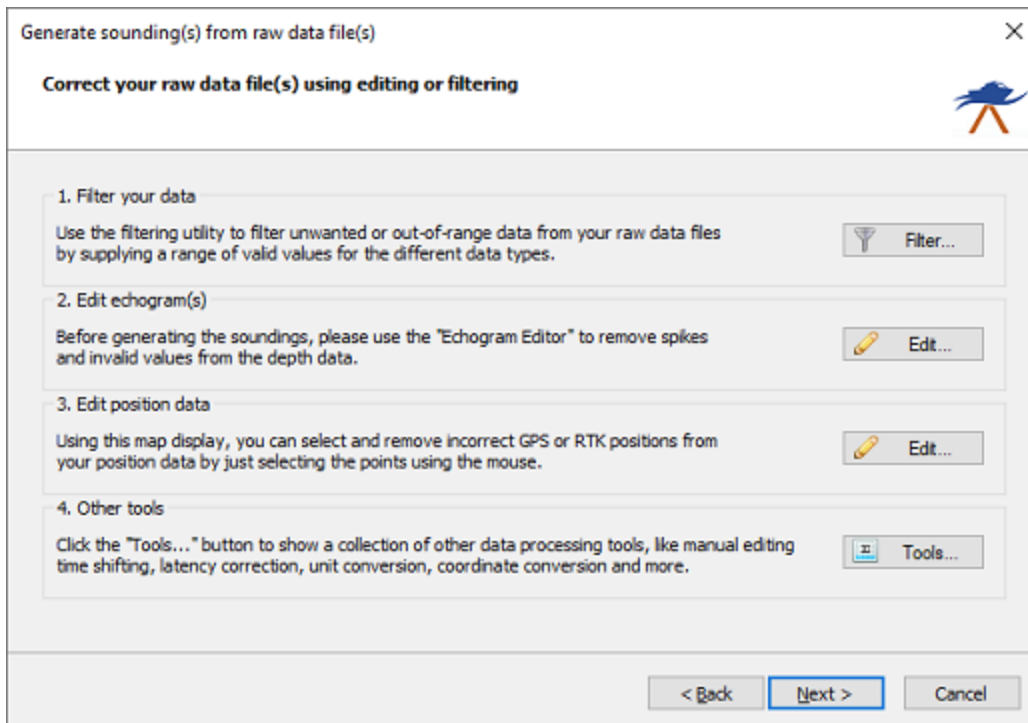 Generate sounding(s) from raw data file(s)
Correct your raw data file(s) using editing or filtering
1. Filter your data
Use the filtering utility to filter unwanted or out-of-range data from your raw data files
by supplying a range of valid values for the different data types.
Filter...
2. Edit echogram(s)
Before generating the soundings, please use the "Echogram Editor" to remove spikes
and invalid values from the depth data.
Edit...
3. Edit position data
Using this map display, you can select and remove incorrect GPS or RTK positions from
your position data by just selecting the points using the mouse.
Edit...
4. Other tools
Click the "Tools..." button to show a collection of other data processing tools, like manual editing
time shifting, latency correction, unit conversion, coordinate conversion and more.
Tools...
< Back
Next >
Cancel